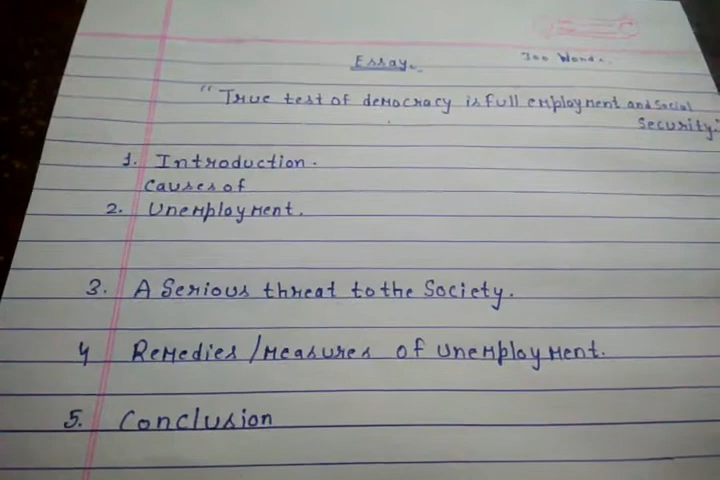 Essay. 300 Word.
"True test of democracy is full employment and Social
Security."
1. Introduction.
Causes of
2. Unemployment.
3. A Serious threat to the Society.
4 Remedies / Measures of unemployment.
5. Conclusion